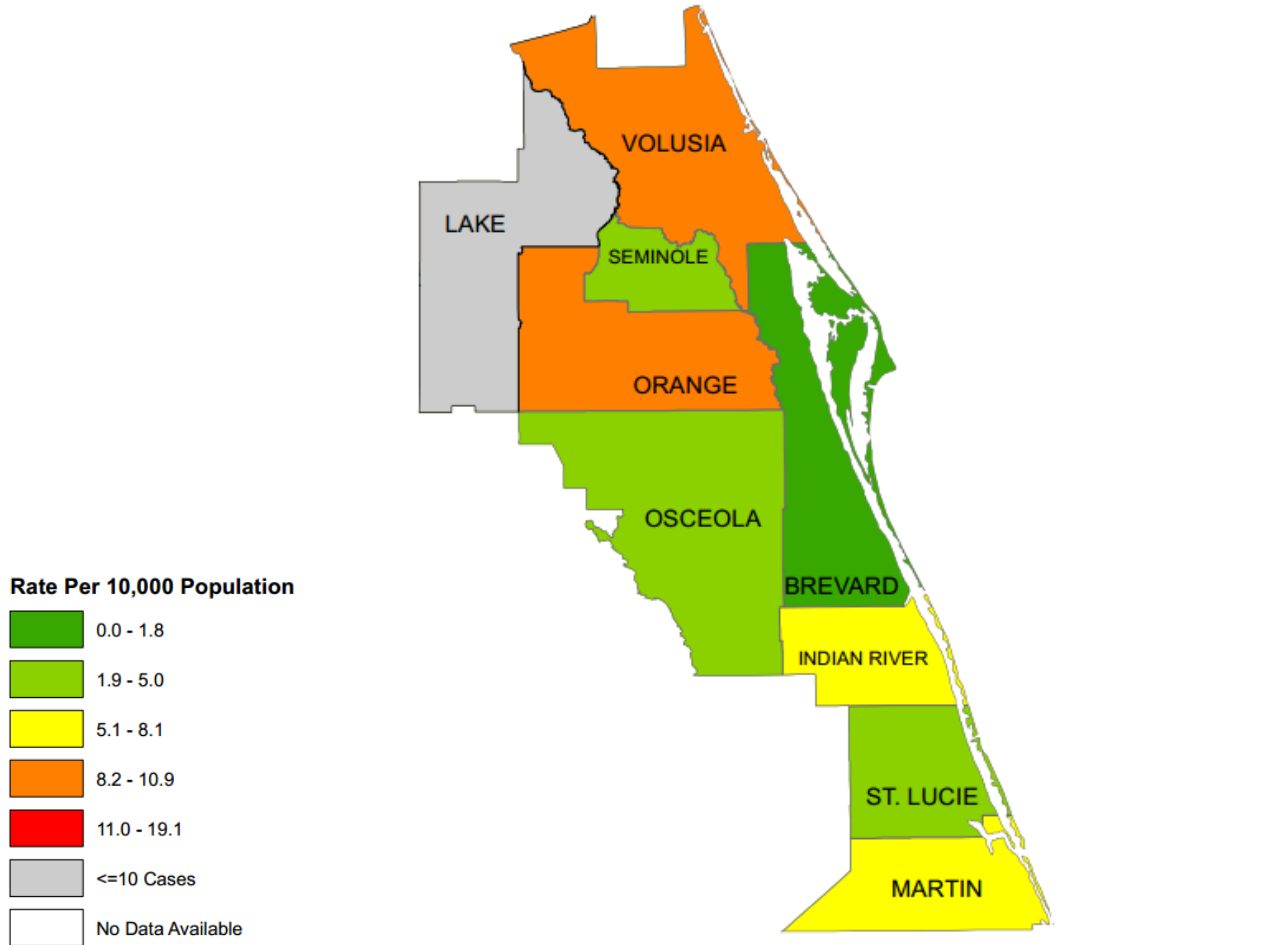 VOLUSIA
LAKE
SEMINOLE
ORANGE
OSCEOLA
BREVARD
INDIAN RIVER
ST. LUCIE
MARTIN
Rate Per 10,000 Population
0.0 - 1.8
1.9 - 5.0
5.1 - 8.1
8.2 - 10.9
11.0 - 19.1
<=10 Cases
No Data Available